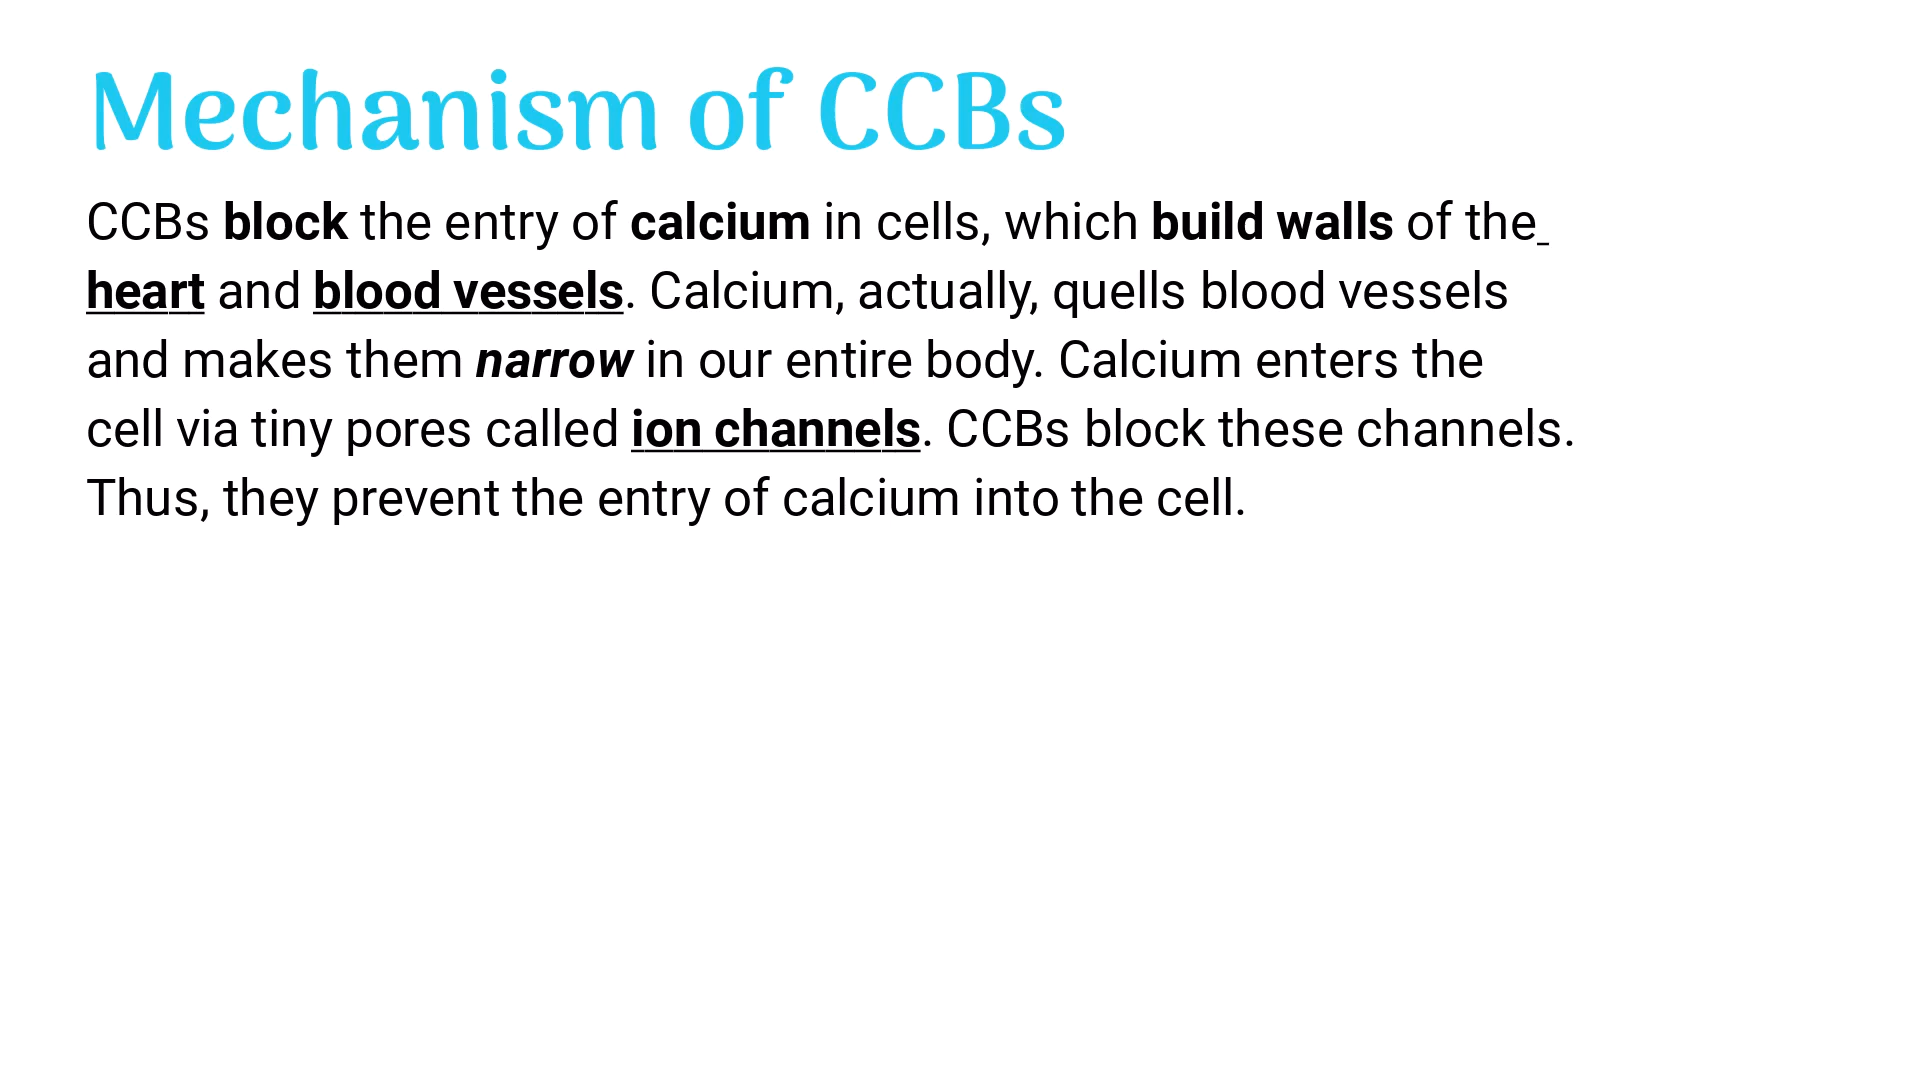 Mechanism of CCBs
CCBs block the entry of calcium in cells, which build walls of the
heart and blood vessels. Calcium, actually, quells blood vessels
and makes them narrow in our entire body. Calcium enters the
cell via tiny pores called ion channels. CCBs block these channels.
Thus, they prevent the entry of calcium into the cell.